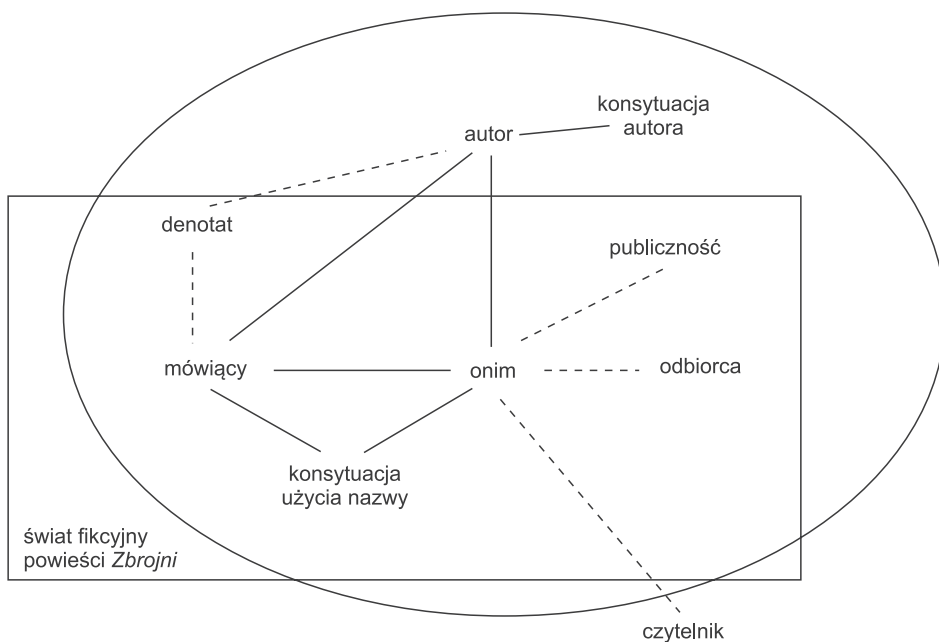 konsytuacja
autora
autor
denotat
publiczność
mówiący
onim
odbiorca
konsytuacja
użycia nazwy
świat fikcyjny
powieści Zbrojni
czytelnik